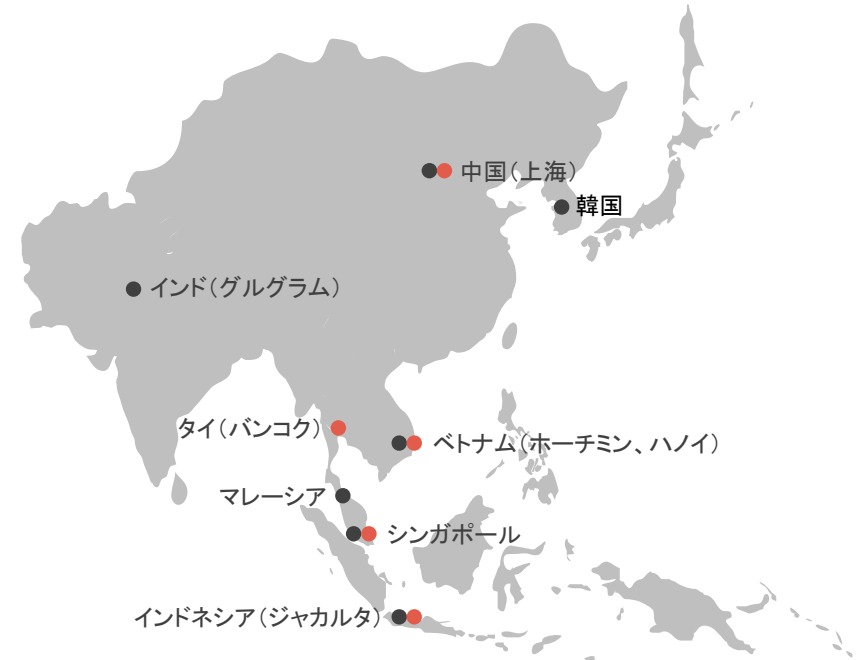 中国（上海）
韓国
インド（グルグラム）
タイ（バンコク）
ベトナム（ホーチミン、ハノイ）
マレーシア
シンガポール
インドネシア（ジャカルタ）